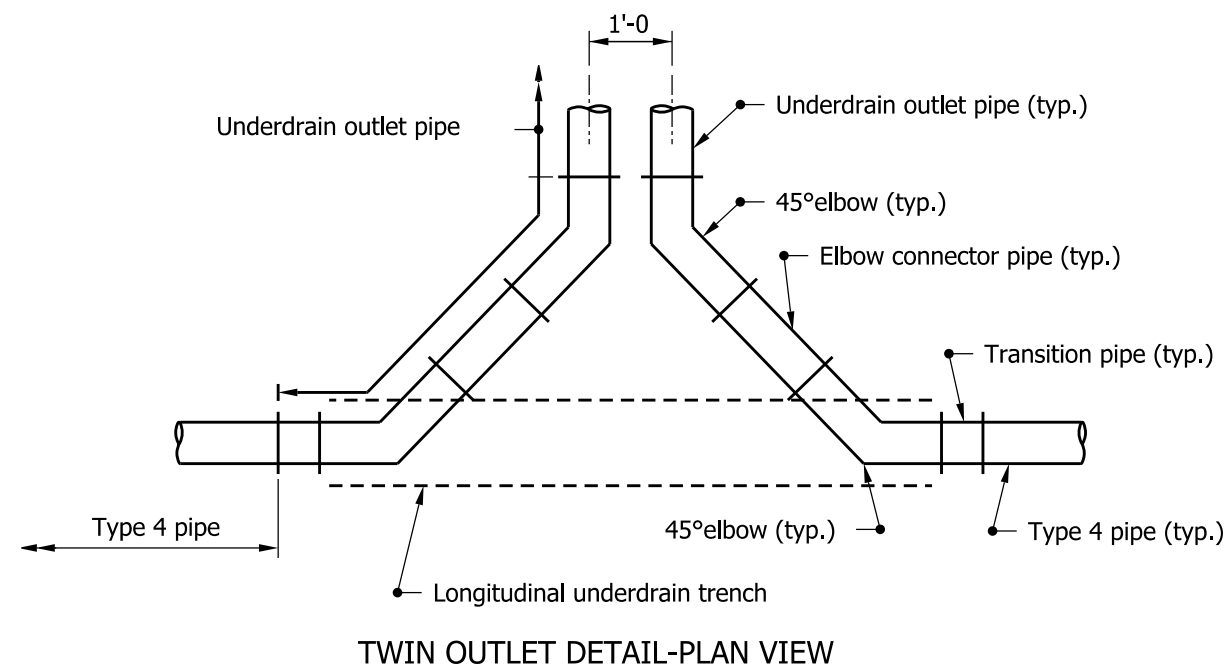 1'-0
Underdrain outlet pipe
Underdrain outlet pipe (typ.)
45°elbow (typ.)
Elbow connector pipe (typ.)
Transition pipe (typ.)
Type 4 pipe
45°elbow (typ.)
Type 4 pipe (typ.)
Longitudinal underdrain trench
TWIN OUTLET DETAIL-PLAN VIEW